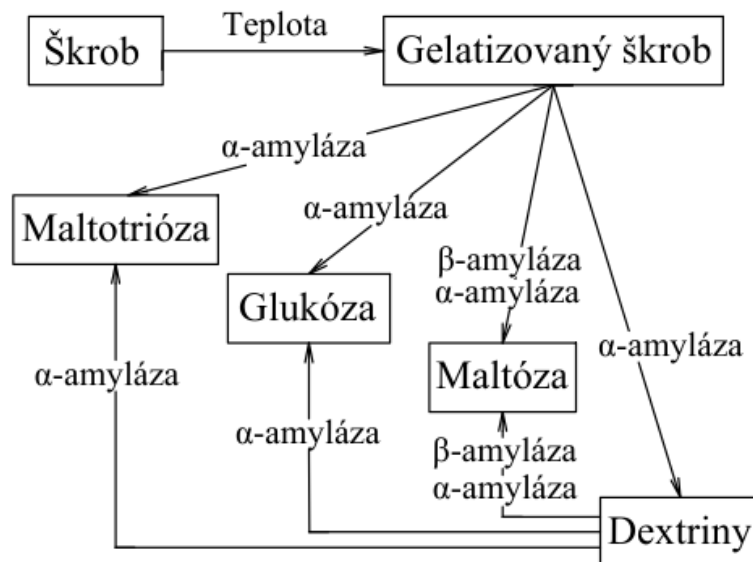 Teplota
Škrob
Gelatizovaný škrob
α-amyláza
Maltotrióza
α-amyláza
β-amyláza
α-amyláza
Glukóza
α-amyláza
Maltóza
α-amyláza
α-amyláza
β-amyláza
α-amyláza
Dextriny